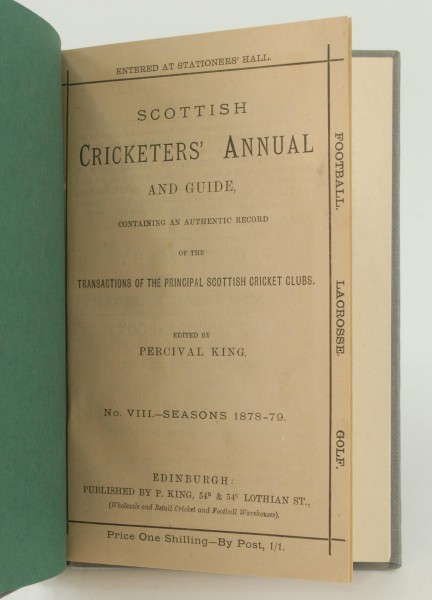 ENTERED AT STATIONERS' HALL.
SCOTTISH
CRICKETERS' ANNUAL
AND GUIDE,
CONTAINING AN AUTHENTIC RECORD
OF THE
TRANSACTIONS OF THE PRINCIPAL SCOTTISH CRICKET CLUBS.
EDITED BY
PERCIVAL KING.
No. VIII.—SEASONS 1878-79.
EDINBURGH:
PUBLISHED BY P. KING, 54B & 54C LOTHIAN ST.,
(Wholesale and Retail Cricket and Football Warehouses).
Price One Shilling—By Post, 1/1.
FOOTBALL. LACROSSE. GOLF.